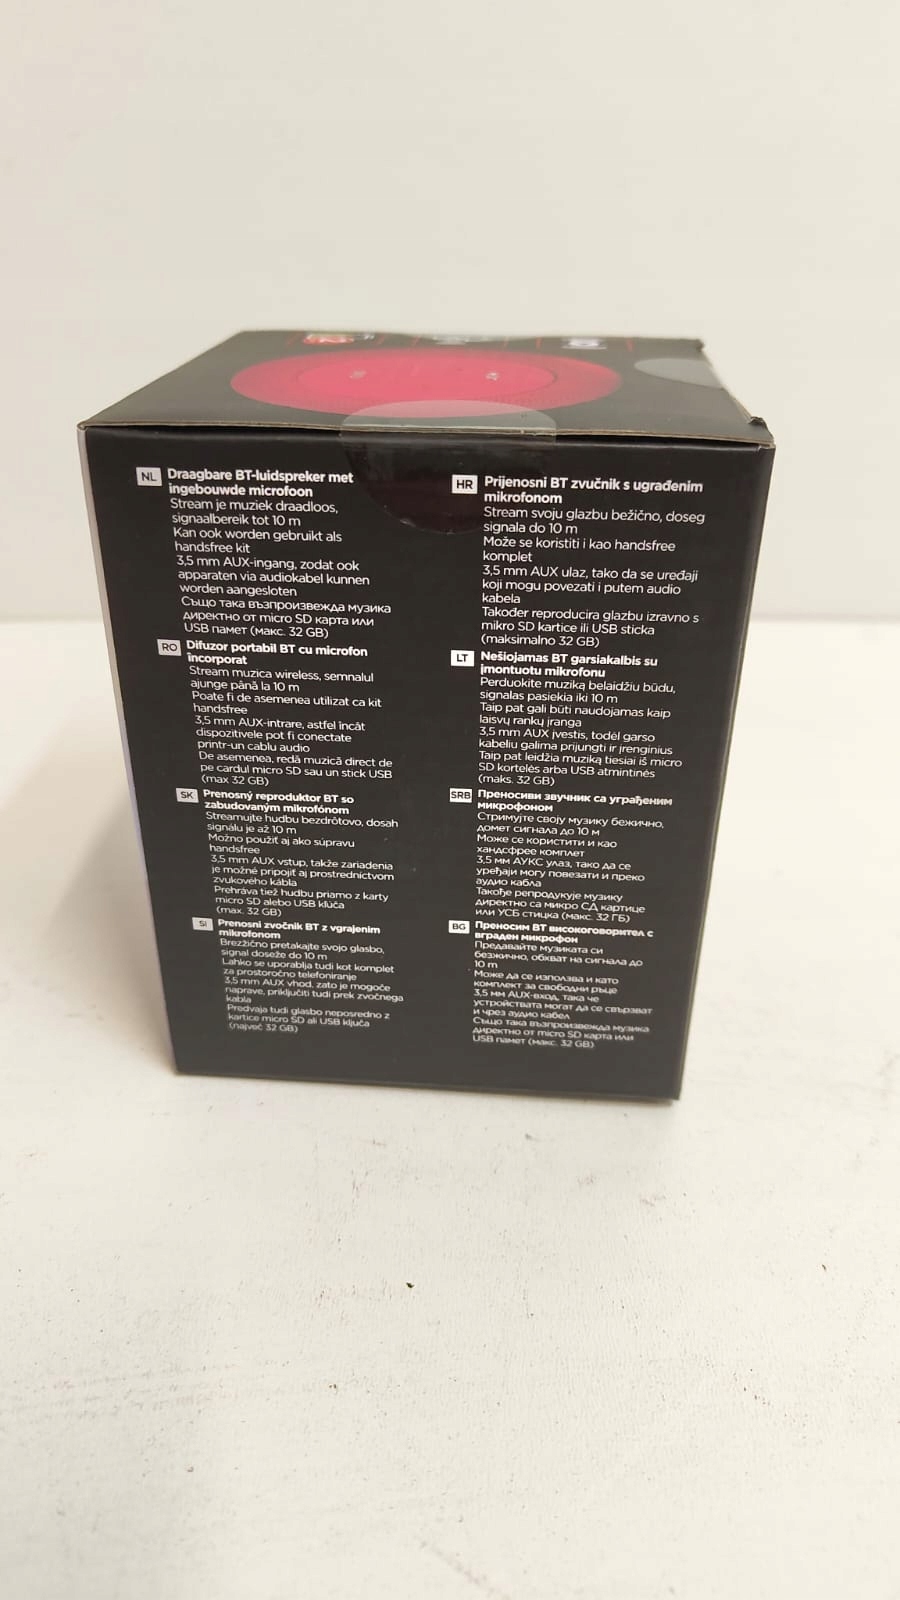 NL Draagbare BT-luidspreker met
ingebouwde microfoon
Stream je muziek draadloos,
signaalbereik tot 10 m
Kan ook worden gebruikt als
handsfree kit
3,5 mm AUX-ingang, zodat ook
apparaten via audiokabel kunnen
worden aangesloten
Също така възпроизвежда музика
директно от micro SD карта или
USB памет (макс. 32 GB)
RO Difuzor portabil BT cu microfon
încorporat
Stream muzica wireless, semnalul
ajunge până la 10 m
Poate fi de asemenea utilizat ca kit
handsfree
3,5 mm AUX-intrare, astfel încât
dispozitivele pot fi conectate
printr-un cablu audio
De asemenea, redă muzică direct de
pe cardul micro SD sau un stick USB
(max 32 GB)
SK Prenosný reproduktor BT so
zabudovaným mikrofónom
Streamujte hudbu bezdrôtovo, dosah
signálu je až 10 m
Možno použiť aj ako súpravu
handsfree
3,5 mm AUX vstup, takže zariadenia
je možné pripojiť aj prostredníctvom
zvukového kábla
Prehráva tiež hudbu priamo z karty
micro SD alebo USB kľúča
(max. 32 GB)
SI Prenosni zvočnik BT z vgrajenim
mikrofonom
Brezžično pretakajte svojo glasbo,
signal doseže do 10 m
Lahko se uporablja tudi kot komplet
za prostoročno telefoniranje
3,5 mm AUX vhod, zato je mogoče
naprave, priključiti tudi prek zvočnega
kabla
Predvaja tudi glasbo neposredno z
kartice micro SD ali USB ključa
(največ 32 GB)
HR Prijenosni BT zvučnik s ugrađenim
mikrofonom
Stream svoju glazbu bežično, doseg
signala do 10 m
Može se koristiti i kao handsfree
komplet
3,5 mm AUX ulaz, tako da se uređaji
koji mogu povezati i putem audio
kabela
Također reproducira glazbu izravno s
mikro SD kartice ili USB sticka
(maksimalno 32 GB)
LT Nešiojamas BT garsiakalbis su
įmontuotu mikrofonu
Perduokite muziką belaidžiu būdu,
signalas pasiekia iki 10 m
Taip pat gali būti naudojamas kaip
laisvų rankų įranga
3,5 mm AUX įvestis, todėl garso
kabeliu galima prijungti ir įrenginius
Taip pat leidžia muziką tiesiai iš micro
SD kortelės arba USB atmintinės
(maks. 32 GB)
SRB Преносиви звучник са уграђеним
микрофоном
Стримујте своју музику бежично,
домет сигнала до 10 м
Може се користити и као
хандсфрее комплет
3,5 мм АУКС улаз, тако да се
уређаји могу повезати и преко
аудио кабла
Такође репродукује музику
директно са микро СД картице
или УСБ стицка (макс. 32 ГБ)
BG Преносим BT високоговорител с
вграден микрофон
Предавайте музиката си
безжично, обхват на сигнала до
10 m
Може да се използва и като
комплект за свободни ръце
3,5 мм AUX-вход, така че
устройствата могат да се свързват
и чрез аудио кабел
Също така възпроизвежда музика
директно от micro SD карта или
USB памет (макс. 32 GB)